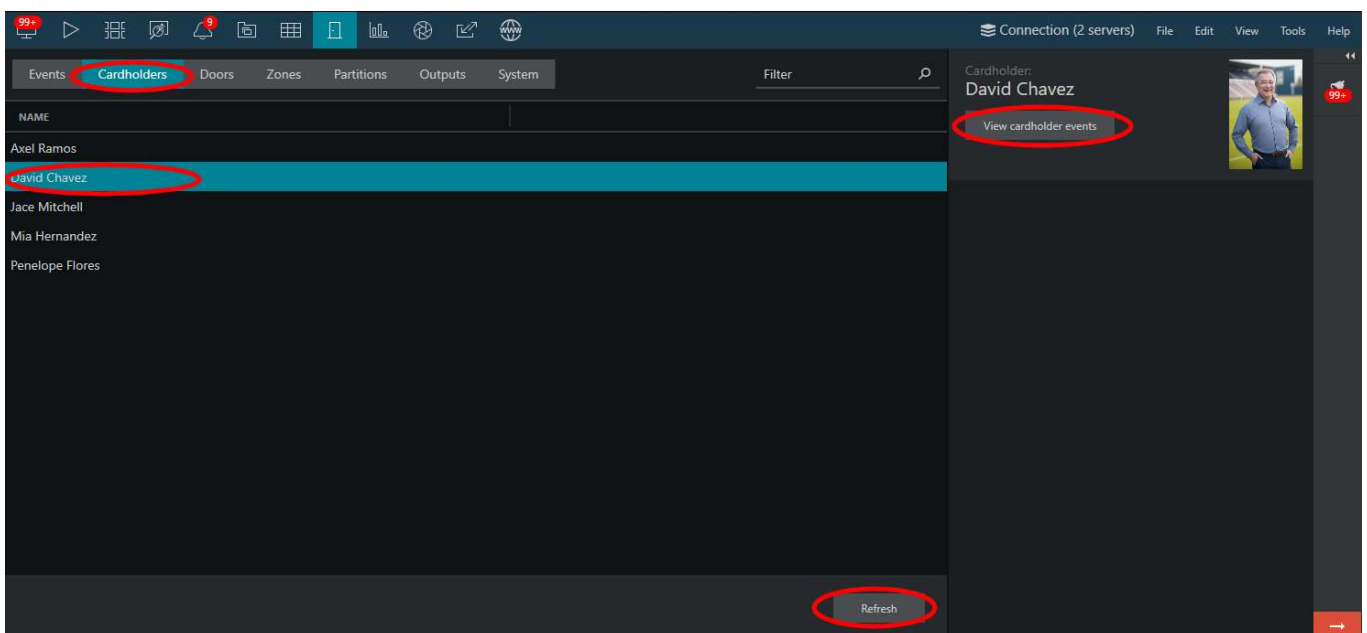 99+ 9 WWW Connection (2 servers) File Edit View Tools Help
Events Cardholders Doors Zones Partitions Outputs System Filter
Cardholder:
David Chavez
99+
View cardholder events
NAME
Axel Ramos
David Chavez
Jace Mitchell
Mia Hernandez
Penelope Flores
Refresh